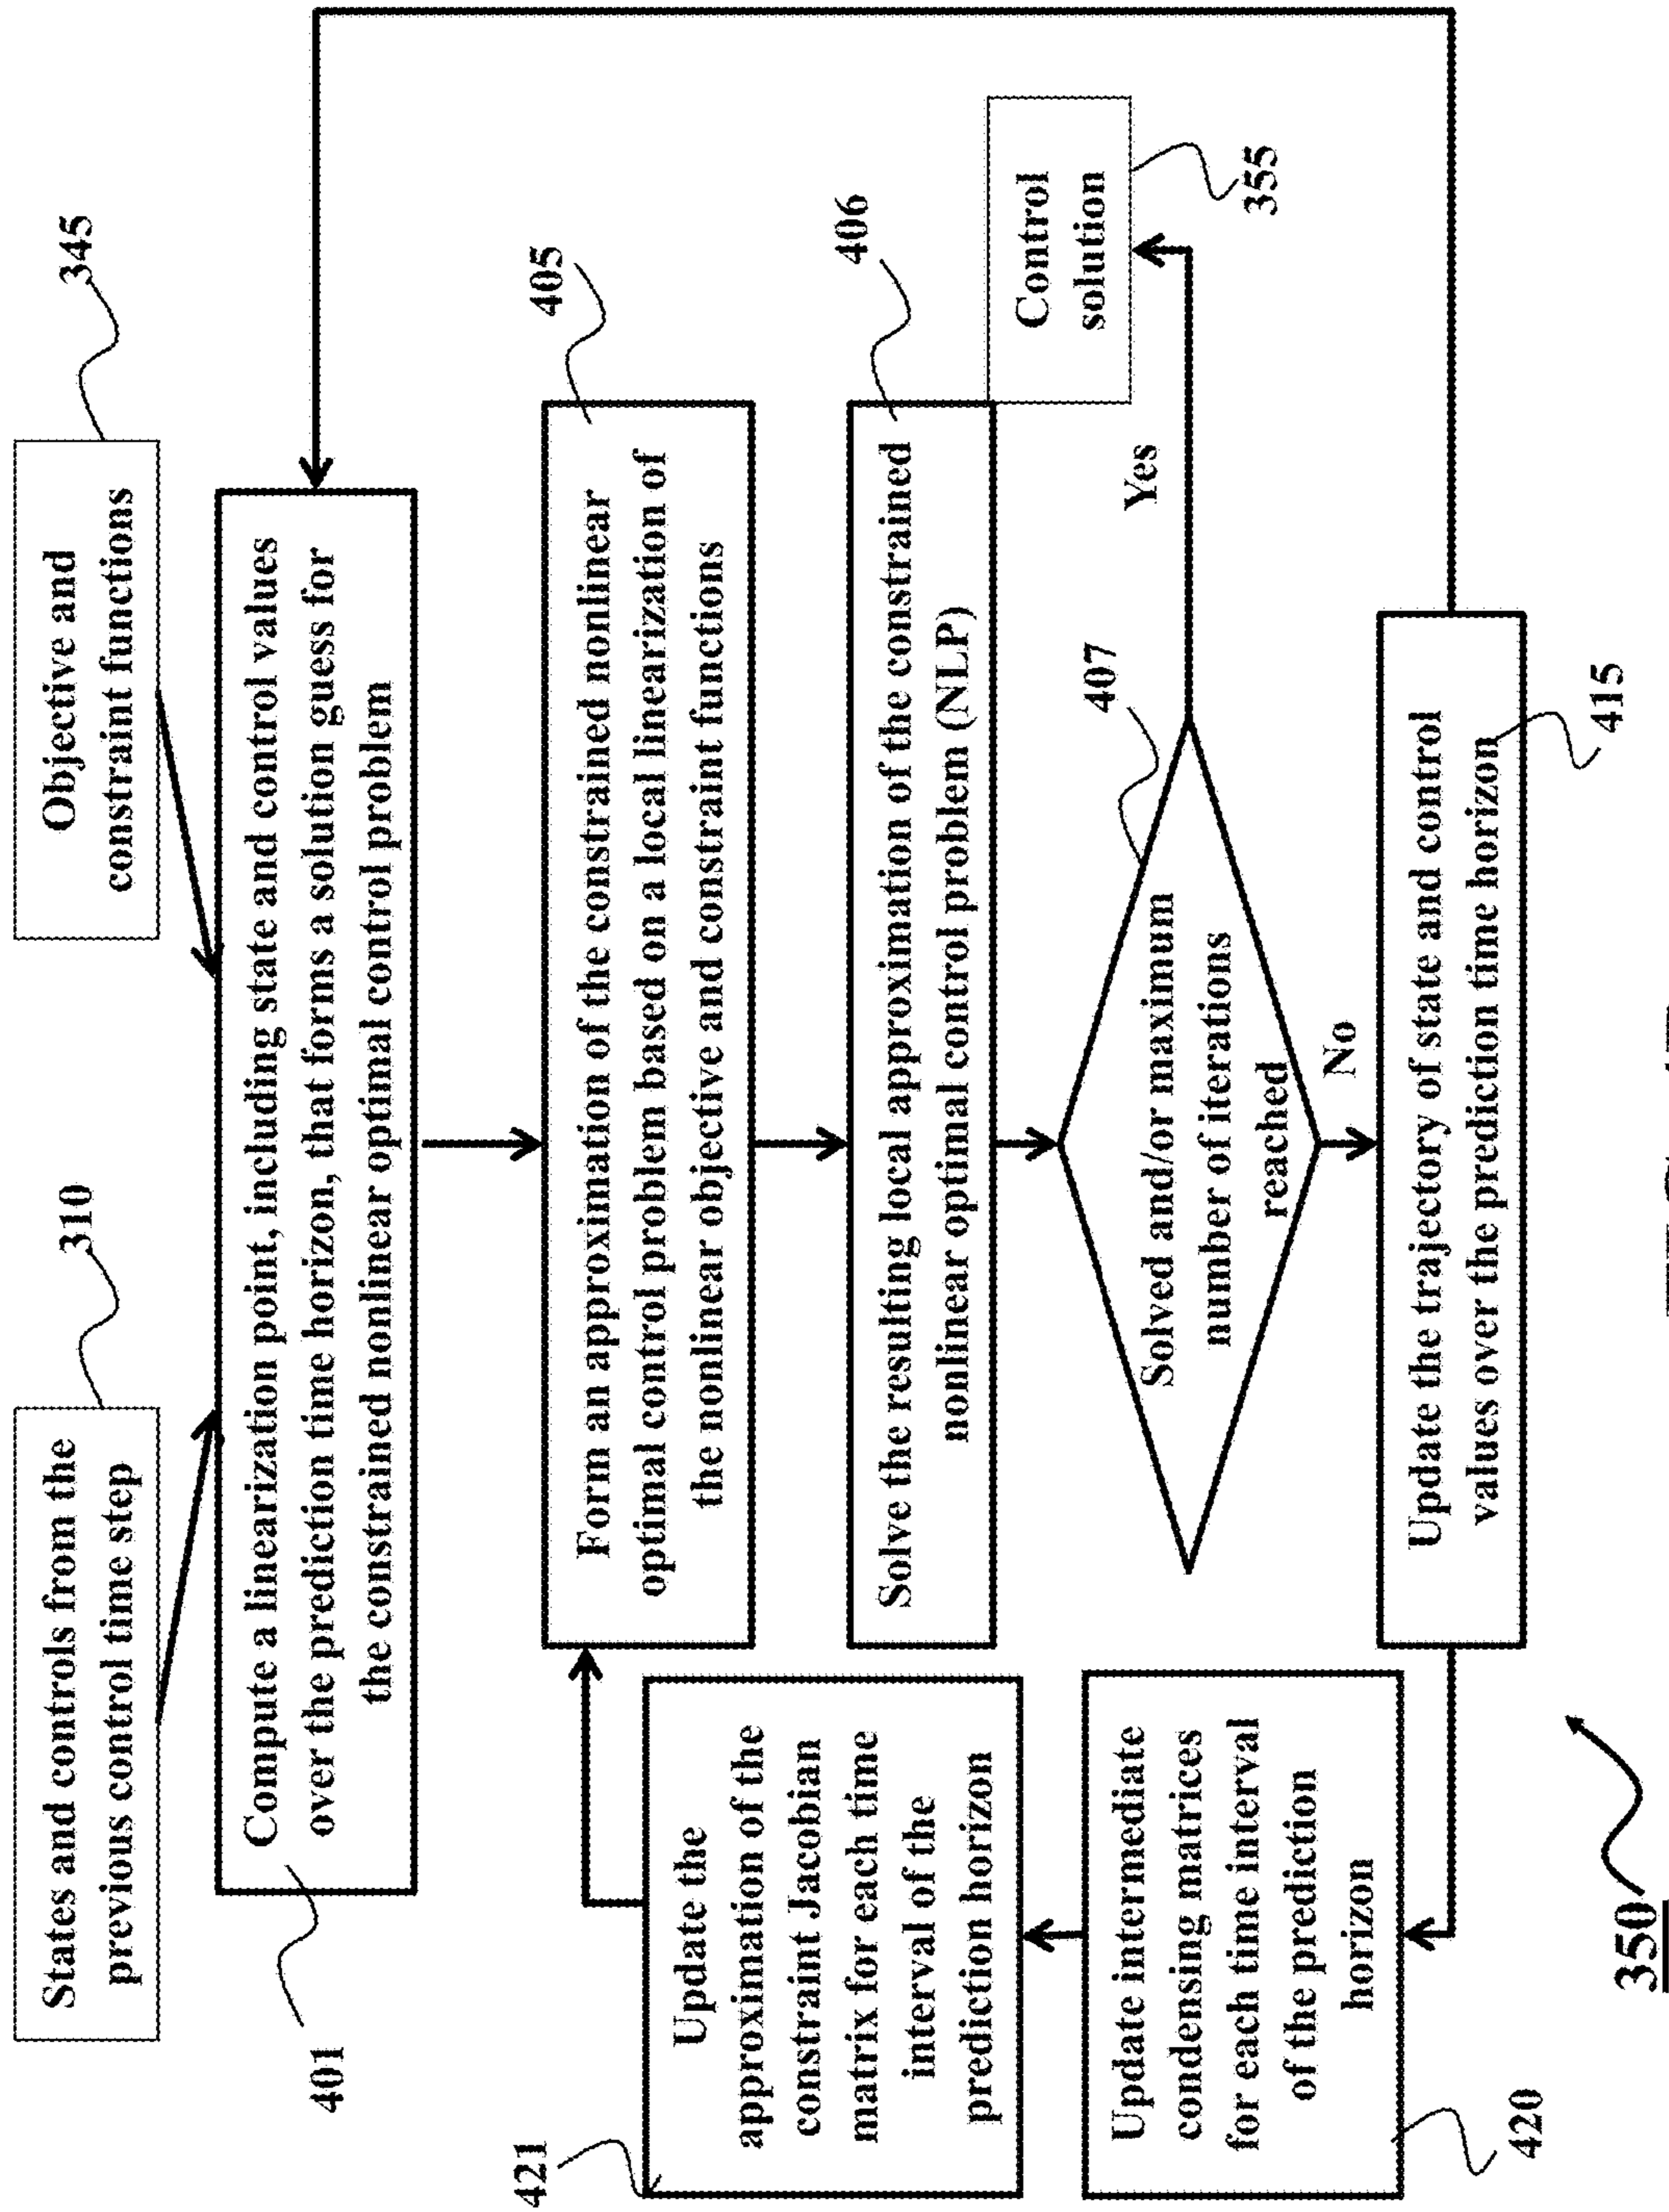 States and controls from the
previous control time step
310
Objective and
constraint functions
345
Compute a linearization point, including state and control values
over the prediction time horizon, that forms a solution guess for
the constrained nonlinear optimal control problem
401
Form an approximation of the constrained nonlinear
optimal control problem based on a local linearization of
the nonlinear objective and constraint functions
405
Solve the resulting local approximation of the constrained
nonlinear optimal control problem (NLP)
406
Solved and/or maximum
number of iterations
reached
407
Yes
Control
solution
355
No
Update the trajectory of state and control
values over the prediction time horizon
415
Update intermediate
condensing matrices
for each time interval
of the prediction
horizon
420
Update the
approximation of the
constraint Jacobian
matrix for each time
interval of the
prediction horizon
421
350